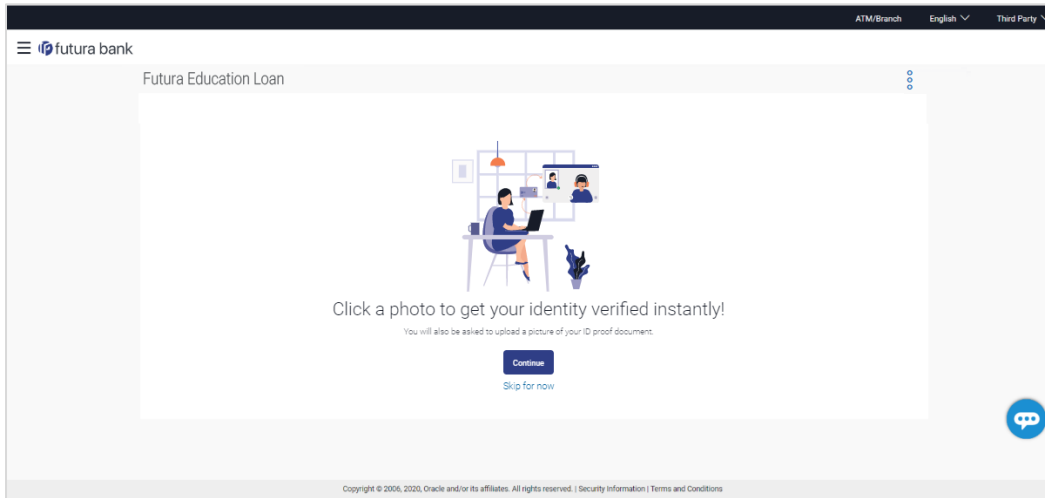 ATM/Branch English Third Party
futura bank
Futura Education Loan
Click a photo to get your identity verified instantly!
You will also be asked to upload a picture of your ID proof document.
Continue
Skip for now
Copyright © 2006, 2020, Oracle and/or its affiliates. All rights reserved. | Security Information | Terms and Conditions